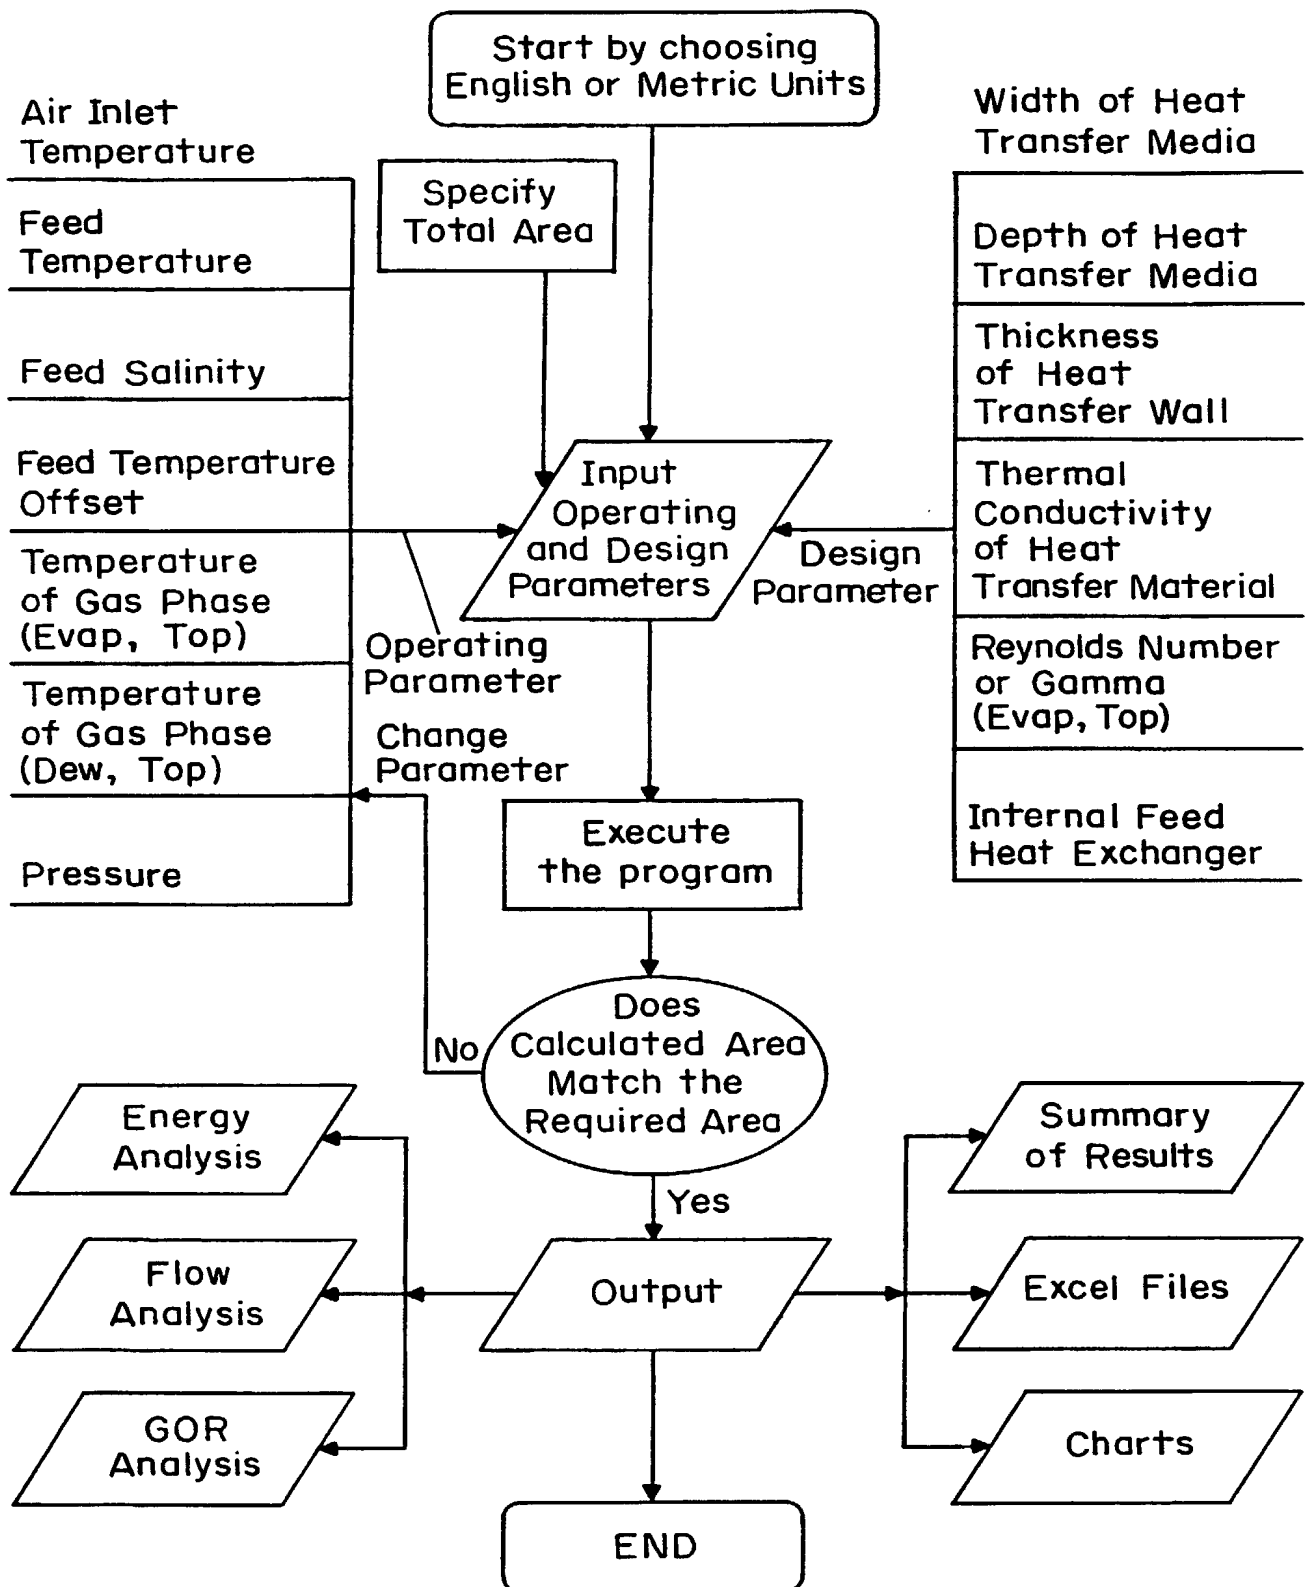 Start by choosing
English or Metric Units
Air Inlet
Temperature
Feed
Temperature
Feed Salinity
Feed Temperature
Offset
Temperature
of Gas Phase
(Evap, Top)
Temperature
of Gas Phase
(Dew, Top)
Pressure
Specify
Total Area
Width of Heat
Transfer Media
Depth of Heat
Transfer Media
Thickness
of Heat
Transfer Wall
Thermal
Conductivity
of Heat
Transfer Material
Reynolds Number
or Gamma
(Evap, Top)
Internal Feed
Heat Exchanger
Input
Operating
and Design
Parameters
Operating
Parameter
Design
Parameter
Change
Parameter
Execute
the program
Does
Calculated Area
Match the
Required Area
No
Yes
Output
Energy
Analysis
Flow
Analysis
GOR
Analysis
Summary
of Results
Excel Files
Charts
END